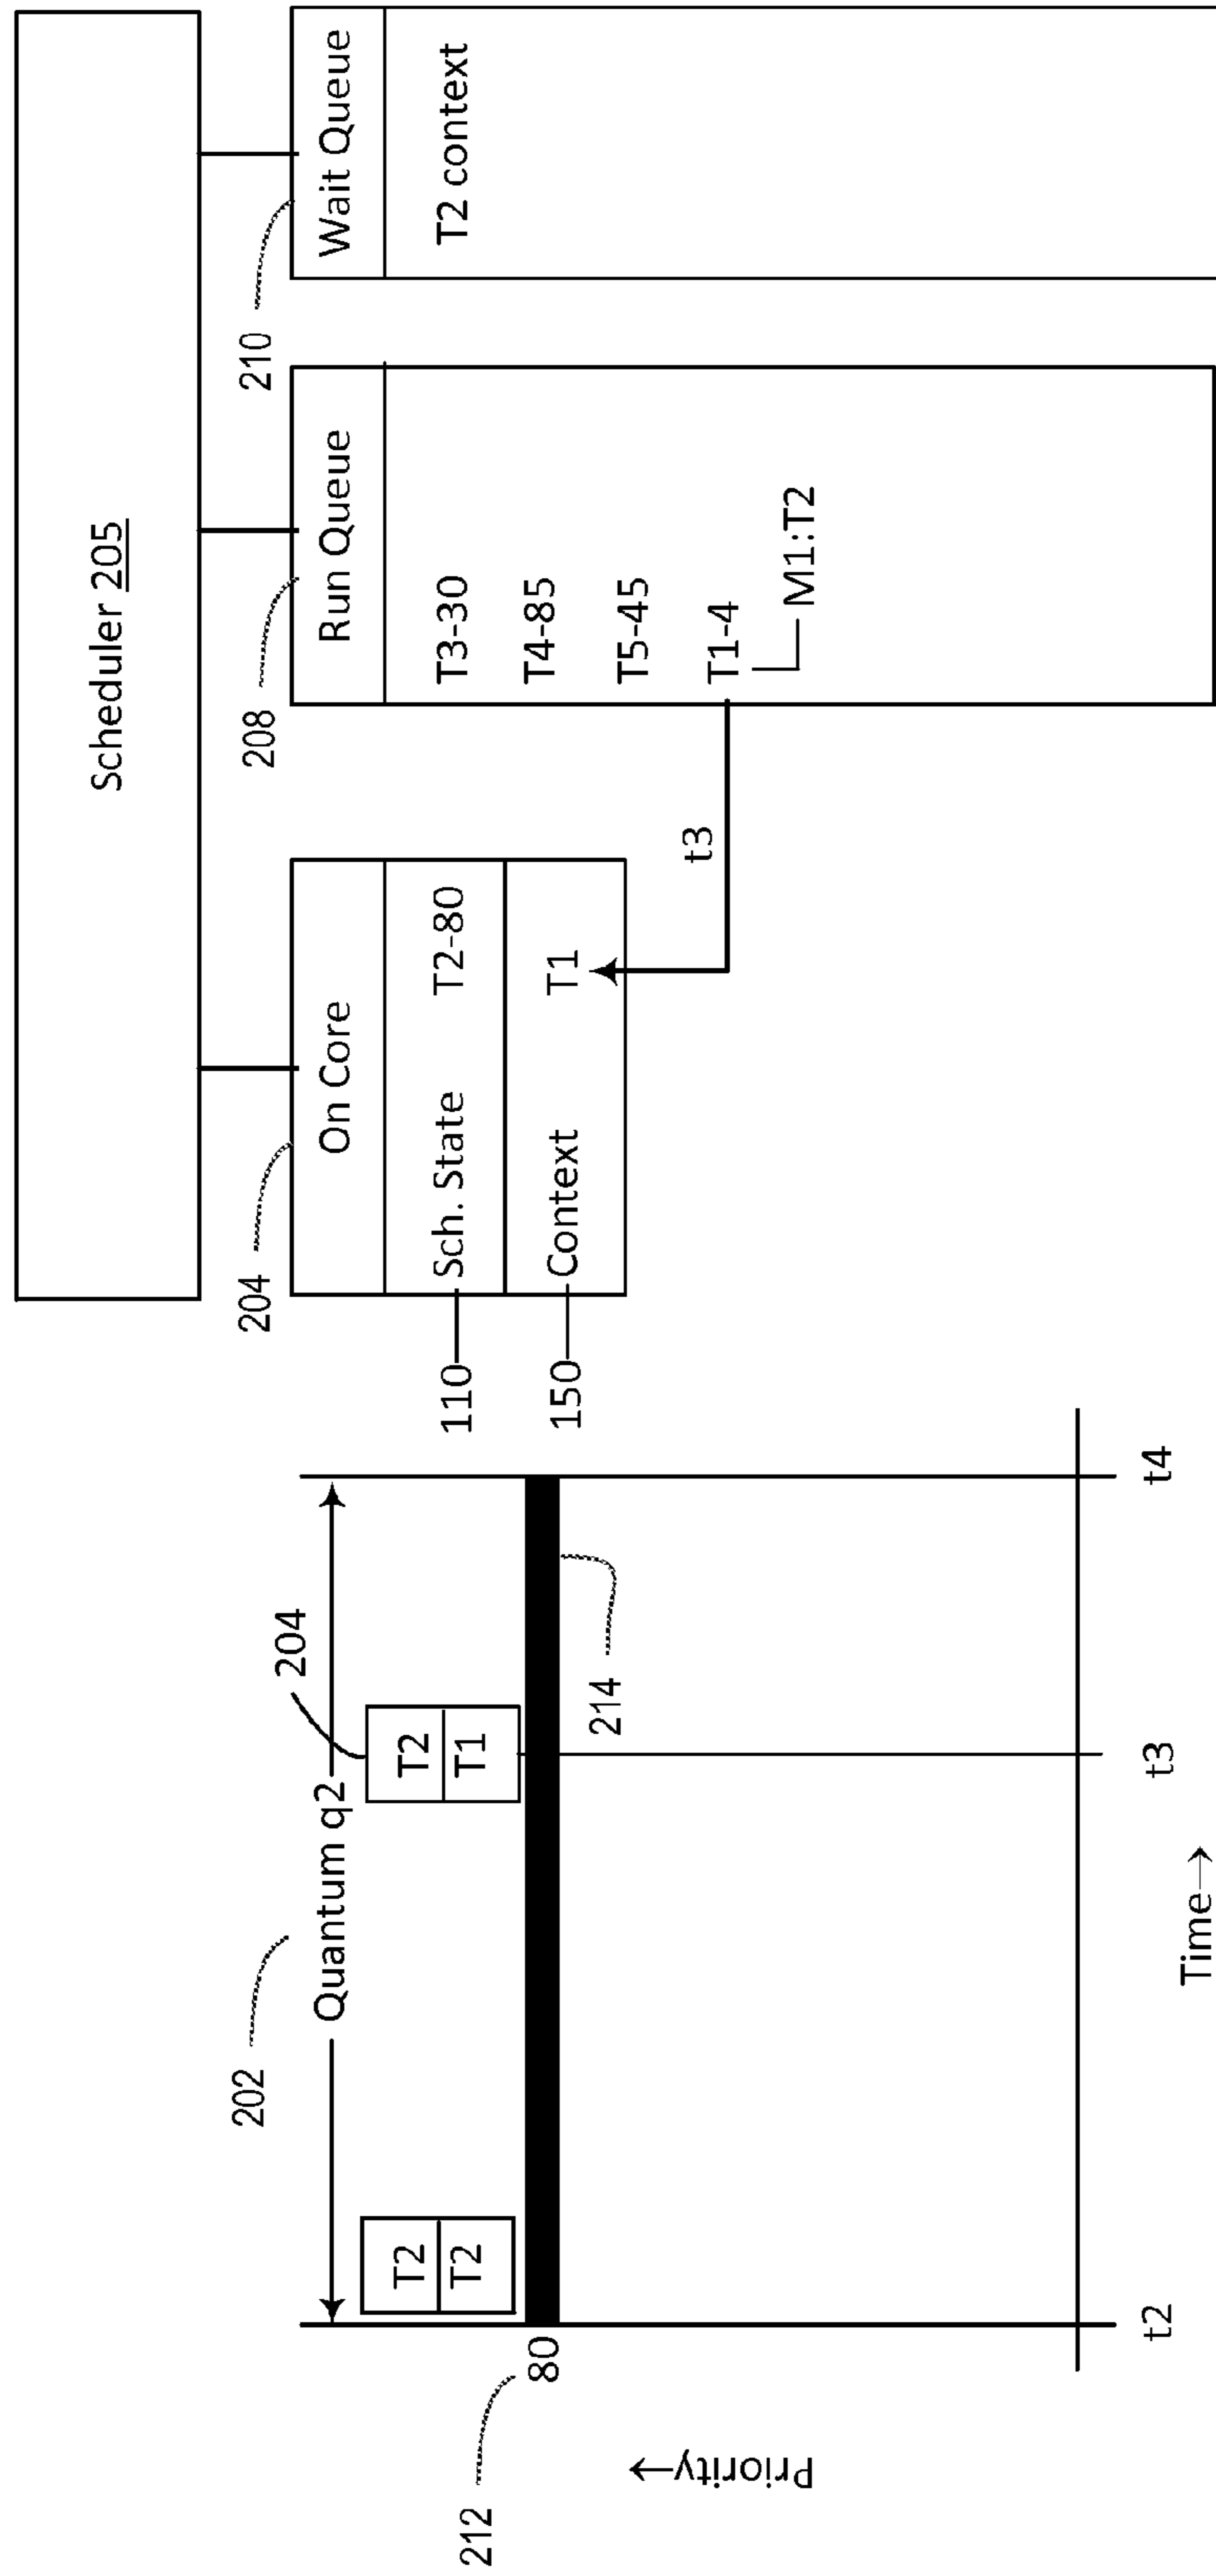 Scheduler 205
202
Quantum q2
204
T2
T2
T2
T1
212
80
214
Priority→
t2
t3
t4
Time→
204
On Core
110
Sch. State
T2-80
150
Context
T1
t3
208
Run Queue
T3-30
T4-85
T5-45
T1-4
M1:T2
210
Wait Queue
T2 context